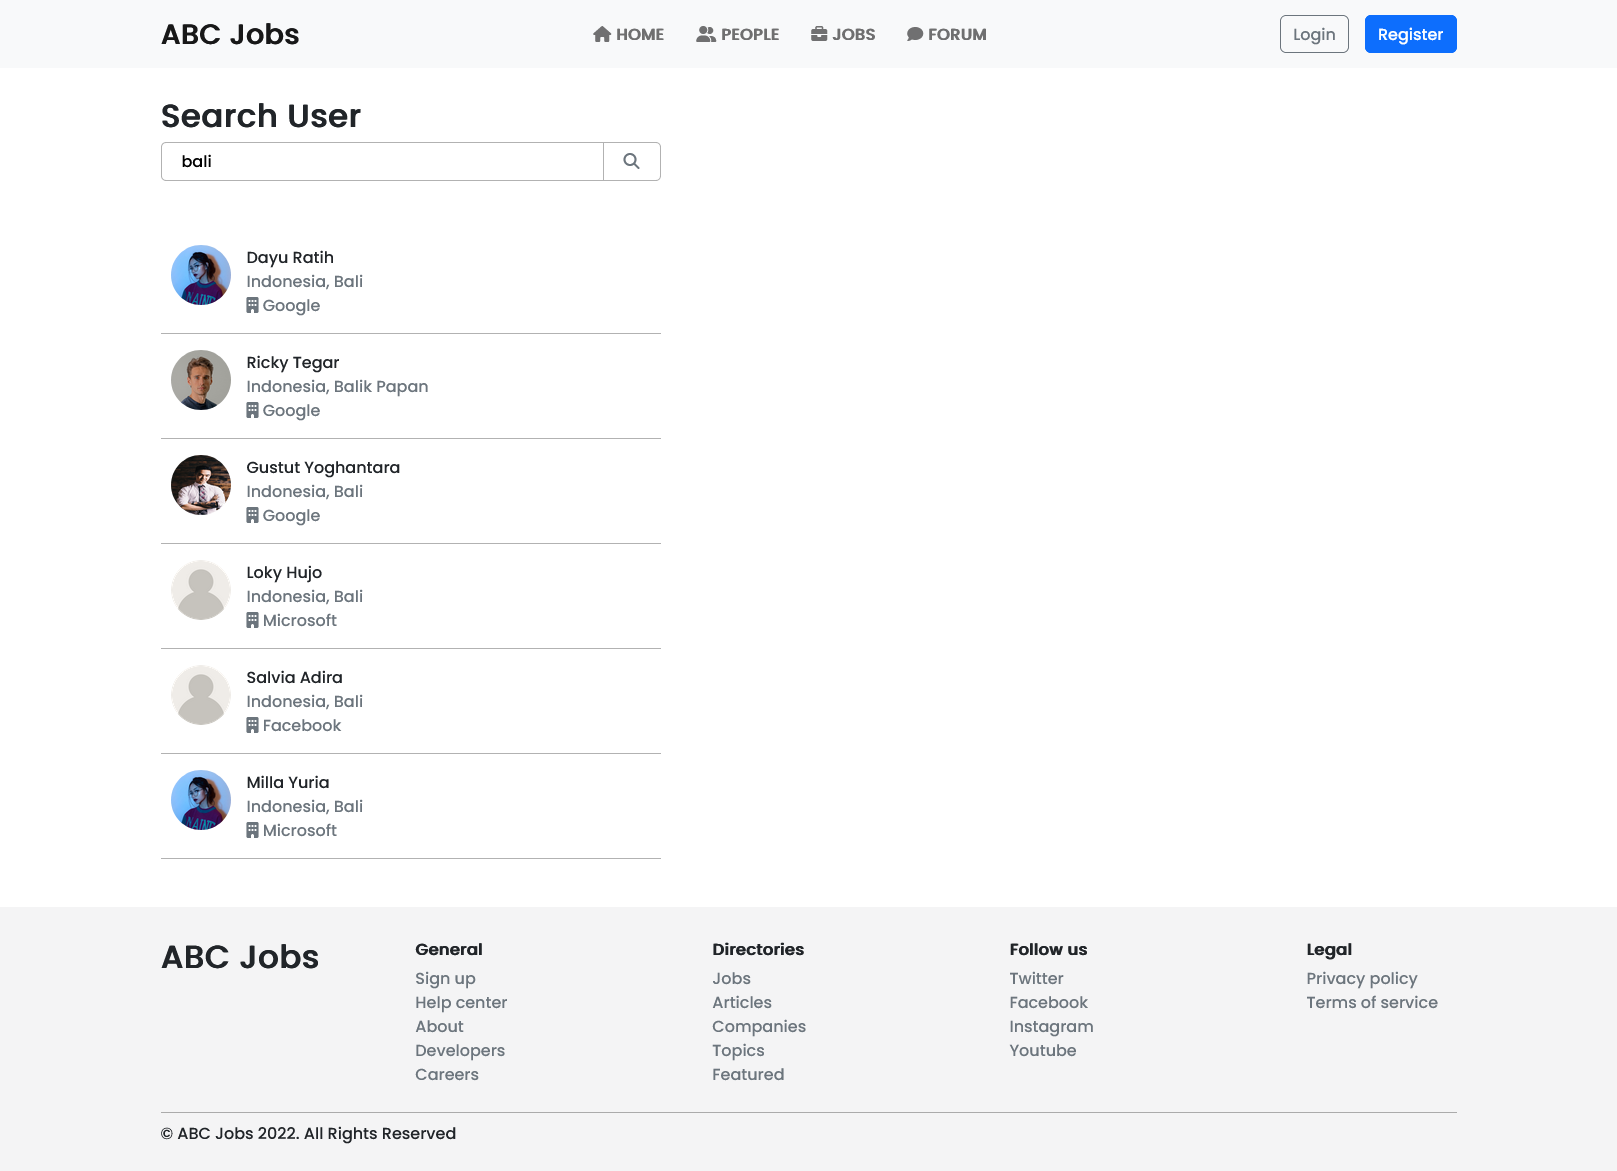 ABC Jobs
HOME
PEOPLE
JOBS
FORUM
Login
Register
Search User
bali
Dayu Ratih
Indonesia, Bali
Google
Ricky Tegar
Indonesia, Balik Papan
Google
Gustut Yoghantara
Indonesia, Bali
Google
Loky Hujo
Indonesia, Bali
Microsoft
Salvia Adira
Indonesia, Bali
Facebook
Milla Yuria
Indonesia, Bali
Microsoft
ABC Jobs
General
Sign up
Help center
About
Developers
Careers
Directories
Jobs
Articles
Companies
Topics
Featured
Follow us
Twitter
Facebook
Instagram
Youtube
Legal
Privacy policy
Terms of service
© ABC Jobs 2022. All Rights Reserved